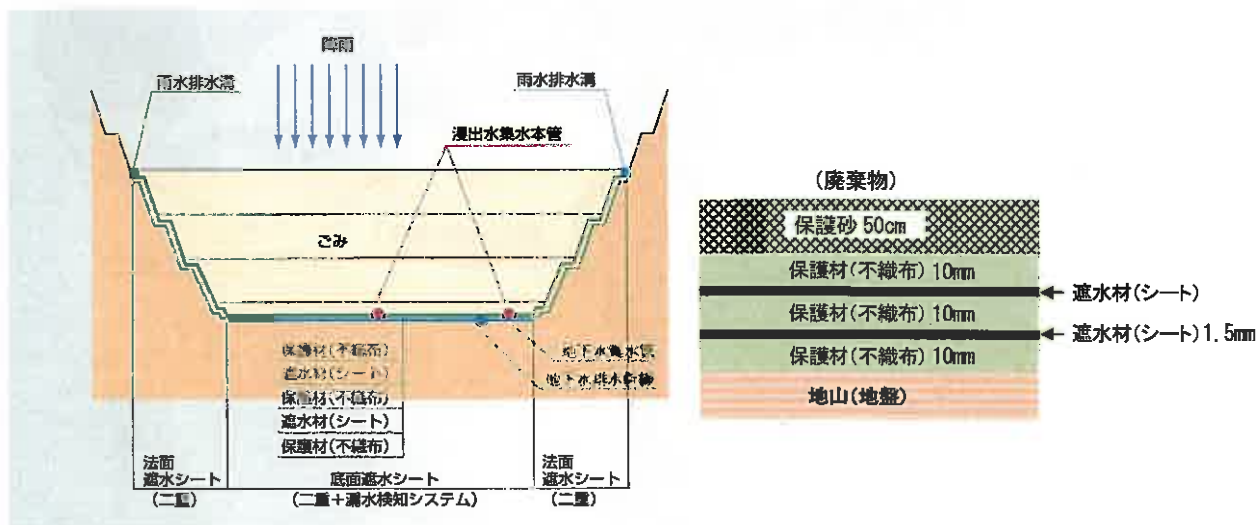 降雨
雨水排水溝
雨水排水溝
浸出水集水本管
ごみ
保護材(不織布)
遮水材(シート)
保護材(不織布)
遮水材(シート)
保護材(不織布)
地下水集水管
法面
遮水シート
(二重)
底面遮水シート
(二重+漏水検知システム)
法面
遮水シート
(二重)
(廃棄物)
保護砂 50cm
保護材(不織布) 10mm
遮水材(シート)
保護材(不織布) 10mm
遮水材(シート) 1.5mm
保護材(不織布) 10mm
地山(地盤)